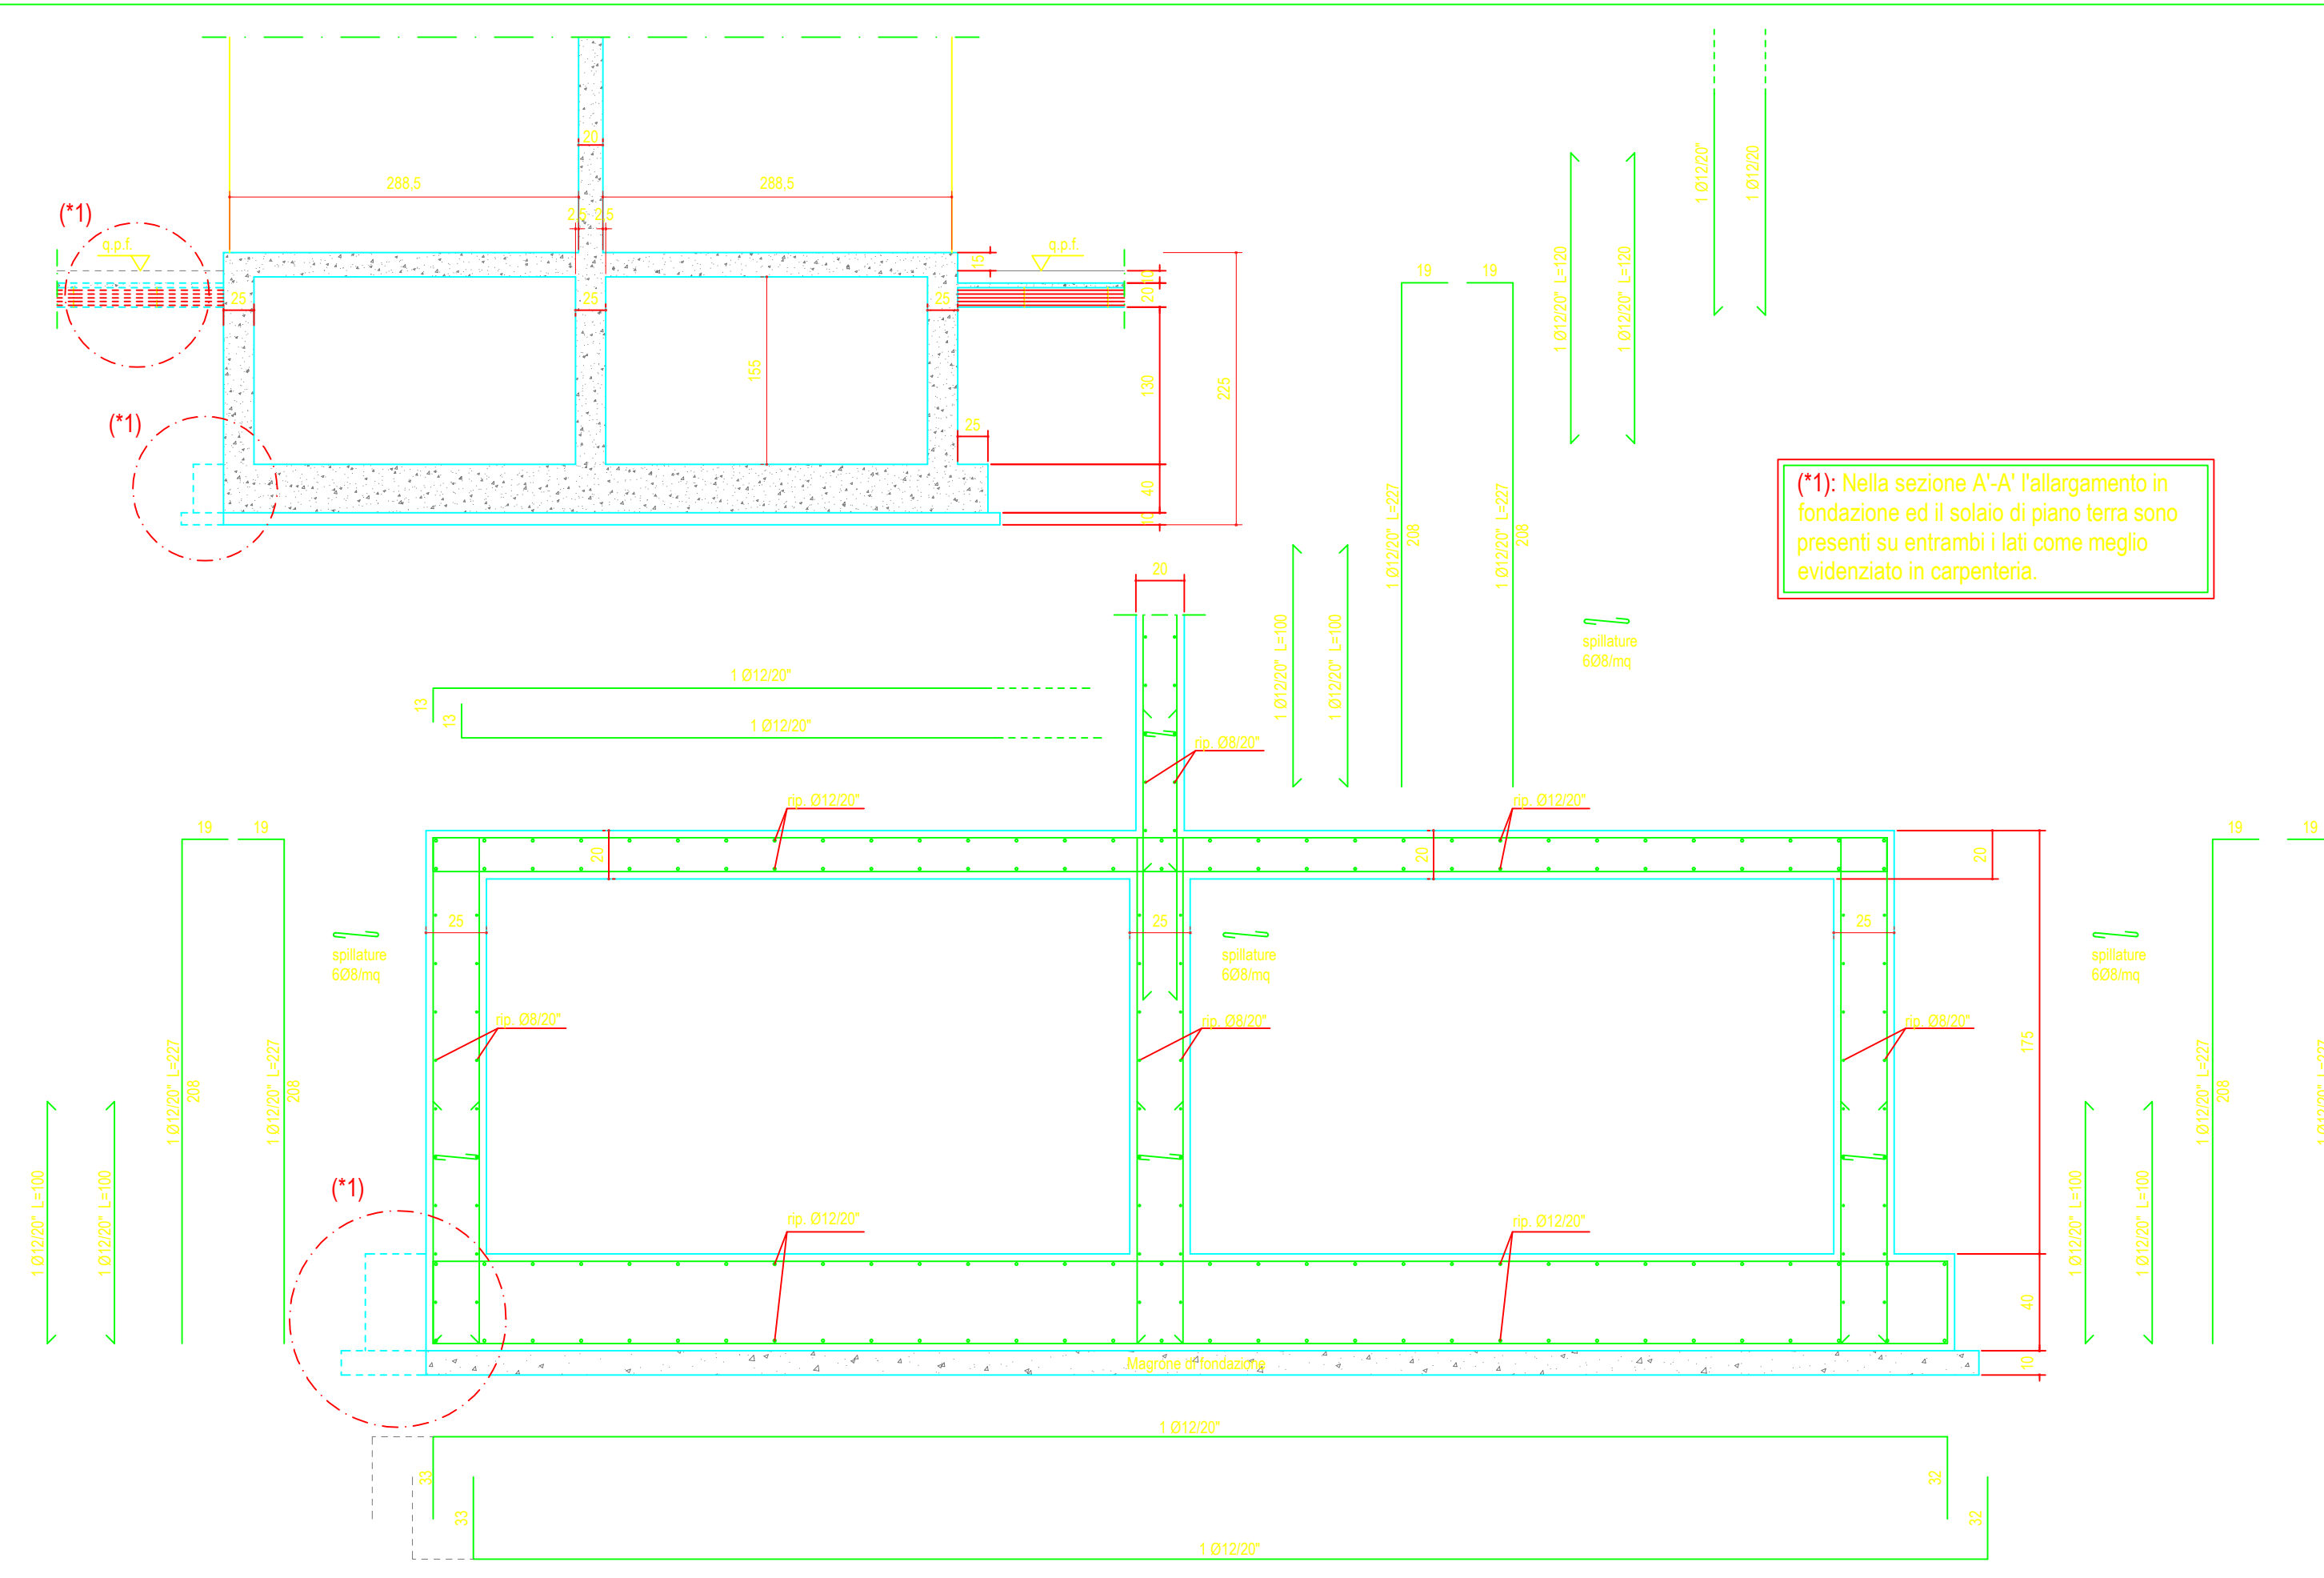 20
288,5
288,5
2,5
2,5
(*1)
q.p.f.
q.p.f.
15
10
20
25
25
25
155
130
225
25
40
10
(*1)
1 Ø12/20"
1 Ø12/20
1 Ø12/20" L=120
1 Ø12/20" L=120
19
19
1 Ø12/20" L=227
208
1 Ø12/20" L=227
208
(*1): Nella sezione A'-A' l'allargamento in
fondazione ed il solaio di piano terra sono
presenti su entrambi i lati come meglio
evidenziato in carpenteria.
20
1 Ø12/20" L=100
1 Ø12/20" L=100
spillature
6Ø8/mq
1 Ø12/20"
13
1 Ø12/20"
13
rip. Ø8/20"
rip. Ø12/20"
rip. Ø12/20"
19
19
20
20
20
19
19
25
25
25
spillature
6Ø8/mq
spillature
6Ø8/mq
spillature
6Ø8/mq
rip. Ø8/20"
rip. Ø8/20"
rip. Ø8/20"
175
1 Ø12/20" L=227
208
1 Ø12/20" L=227
208
1 Ø12/20" L=227
208
1 Ø12/20" L=227
1 Ø12/20" L=100
1 Ø12/20" L=100
1 Ø12/20" L=100
1 Ø12/20" L=100
(*1)
rip. Ø12/20"
rip. Ø12/20"
40
Magrone di fondazione
10
1 Ø12/20"
33
32
33
32
1 Ø12/20"